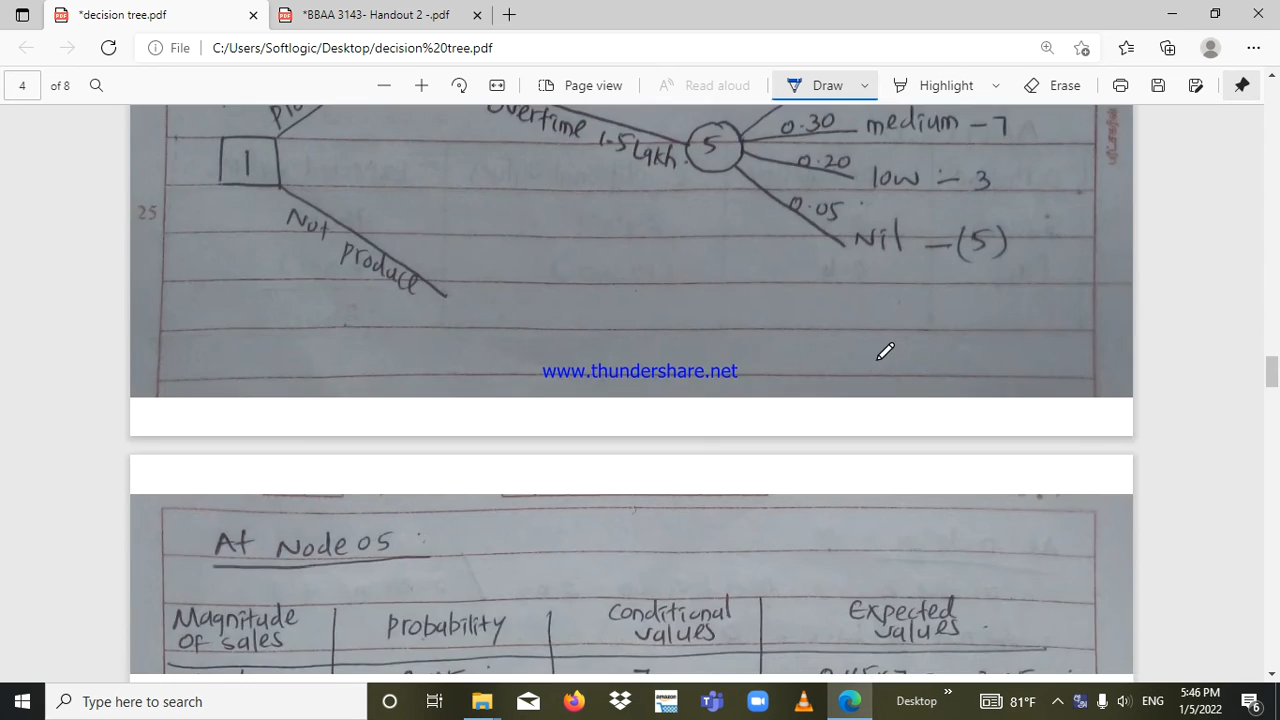 *decision tree.pdf
*BBAA 3143- Handout 2 -.pdf
File
C:/Users/Softlogic/Desktop/decision%20tree.pdf
4
of 8
Page view
Read aloud
Draw
Highlight
Erase
overtime
1.5 Lakh.
5
0.30
medium - 7
0.20
low :- 3
0.05
Nil - (5)
1
25
Not
Produce
www.thundershare.net
At Node 05 :
Magnitude
of sales
Probability
Conditional
values
Expected
values
Type here to search
Desktop
81°F
ENG
5:46 PM
1/5/2022
6